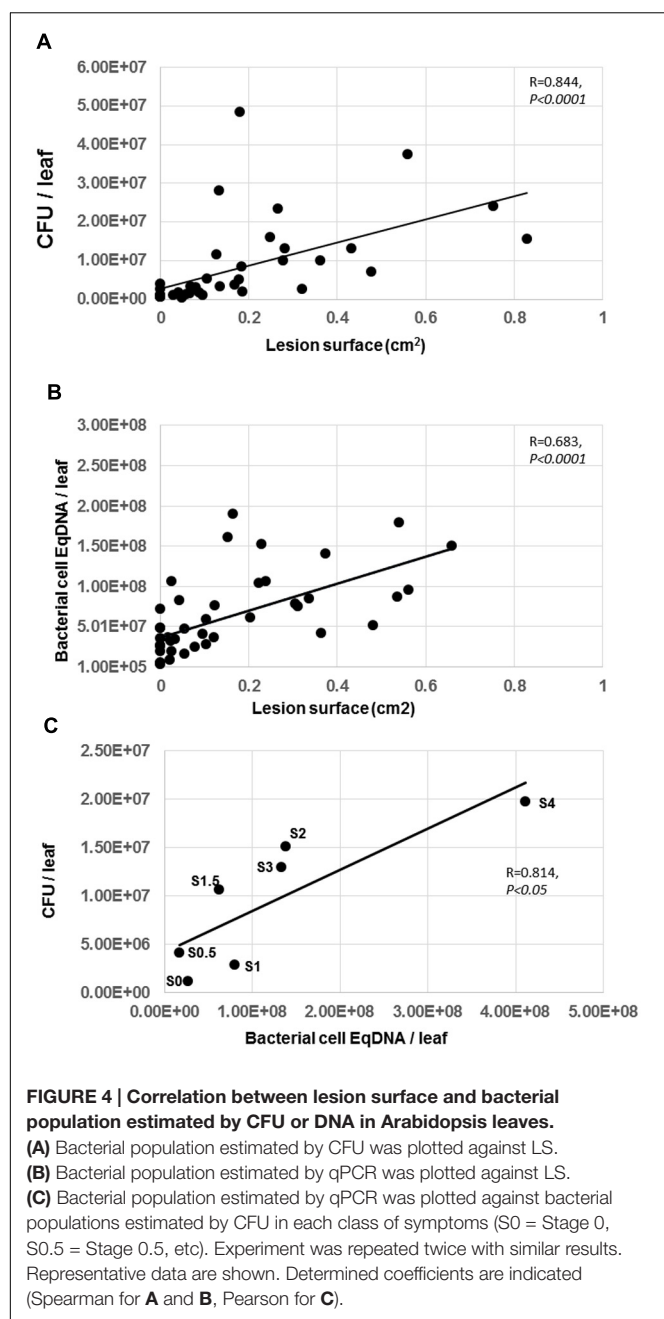 A
6.00E+07
5.00E+07
4.00E+07
3.00E+07
2.00E+07
1.00E+07
0.00E+00
CFU / leaf
R=0.844,
P<0.0001
0 0.2 0.4 0.6 0.8 1
Lesion surface (cm²)
B
3.00E+08
2.50E+08
2.00E+08
1.50E+08
1.00E+08
5.01E+07
1.00E+05
Bacterial cell EqDNA / leaf
R=0.683,
P<0.0001
0 0.2 0.4 0.6 0.8 1
Lesion surface (cm2)
C
2.50E+07
2.00E+07
1.50E+07
1.00E+07
5.00E+06
0.00E+00
CFU / leaf
S4
S2
S3
S1.5
R=0.814,
P<0.05
S0.5
S1
S0
0.00E+00 1.00E+08 2.00E+08 3.00E+08 4.00E+08 5.00E+08
Bacterial cell EqDNA / leaf
FIGURE 4 | Correlation between lesion surface and bacterial
population estimated by CFU or DNA in Arabidopsis leaves.
(A) Bacterial population estimated by CFU was plotted against LS.
(B) Bacterial population estimated by qPCR was plotted against LS.
(C) Bacterial population estimated by qPCR was plotted against bacterial
populations estimated by CFU in each class of symptoms (S0 = Stage 0,
S0.5 = Stage 0.5, etc). Experiment was repeated twice with similar results.
Representative data are shown. Determined coefficients are indicated
(Spearman for A and B, Pearson for C).